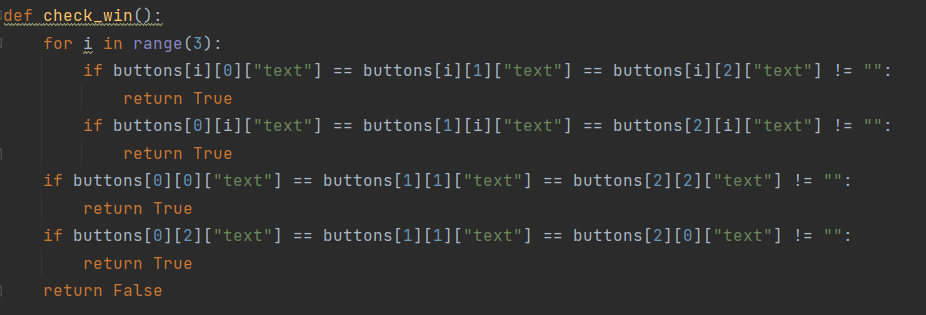 def check_win():
    for i in range(3):
        if buttons[i][0]["text"] == buttons[i][1]["text"] == buttons[i][2]["text"] != "":
            return True
        if buttons[0][i]["text"] == buttons[1][i]["text"] == buttons[2][i]["text"] != "":
            return True
    if buttons[0][0]["text"] == buttons[1][1]["text"] == buttons[2][2]["text"] != "":
        return True
    if buttons[0][2]["text"] == buttons[1][1]["text"] == buttons[2][0]["text"] != "":
        return True
    return False